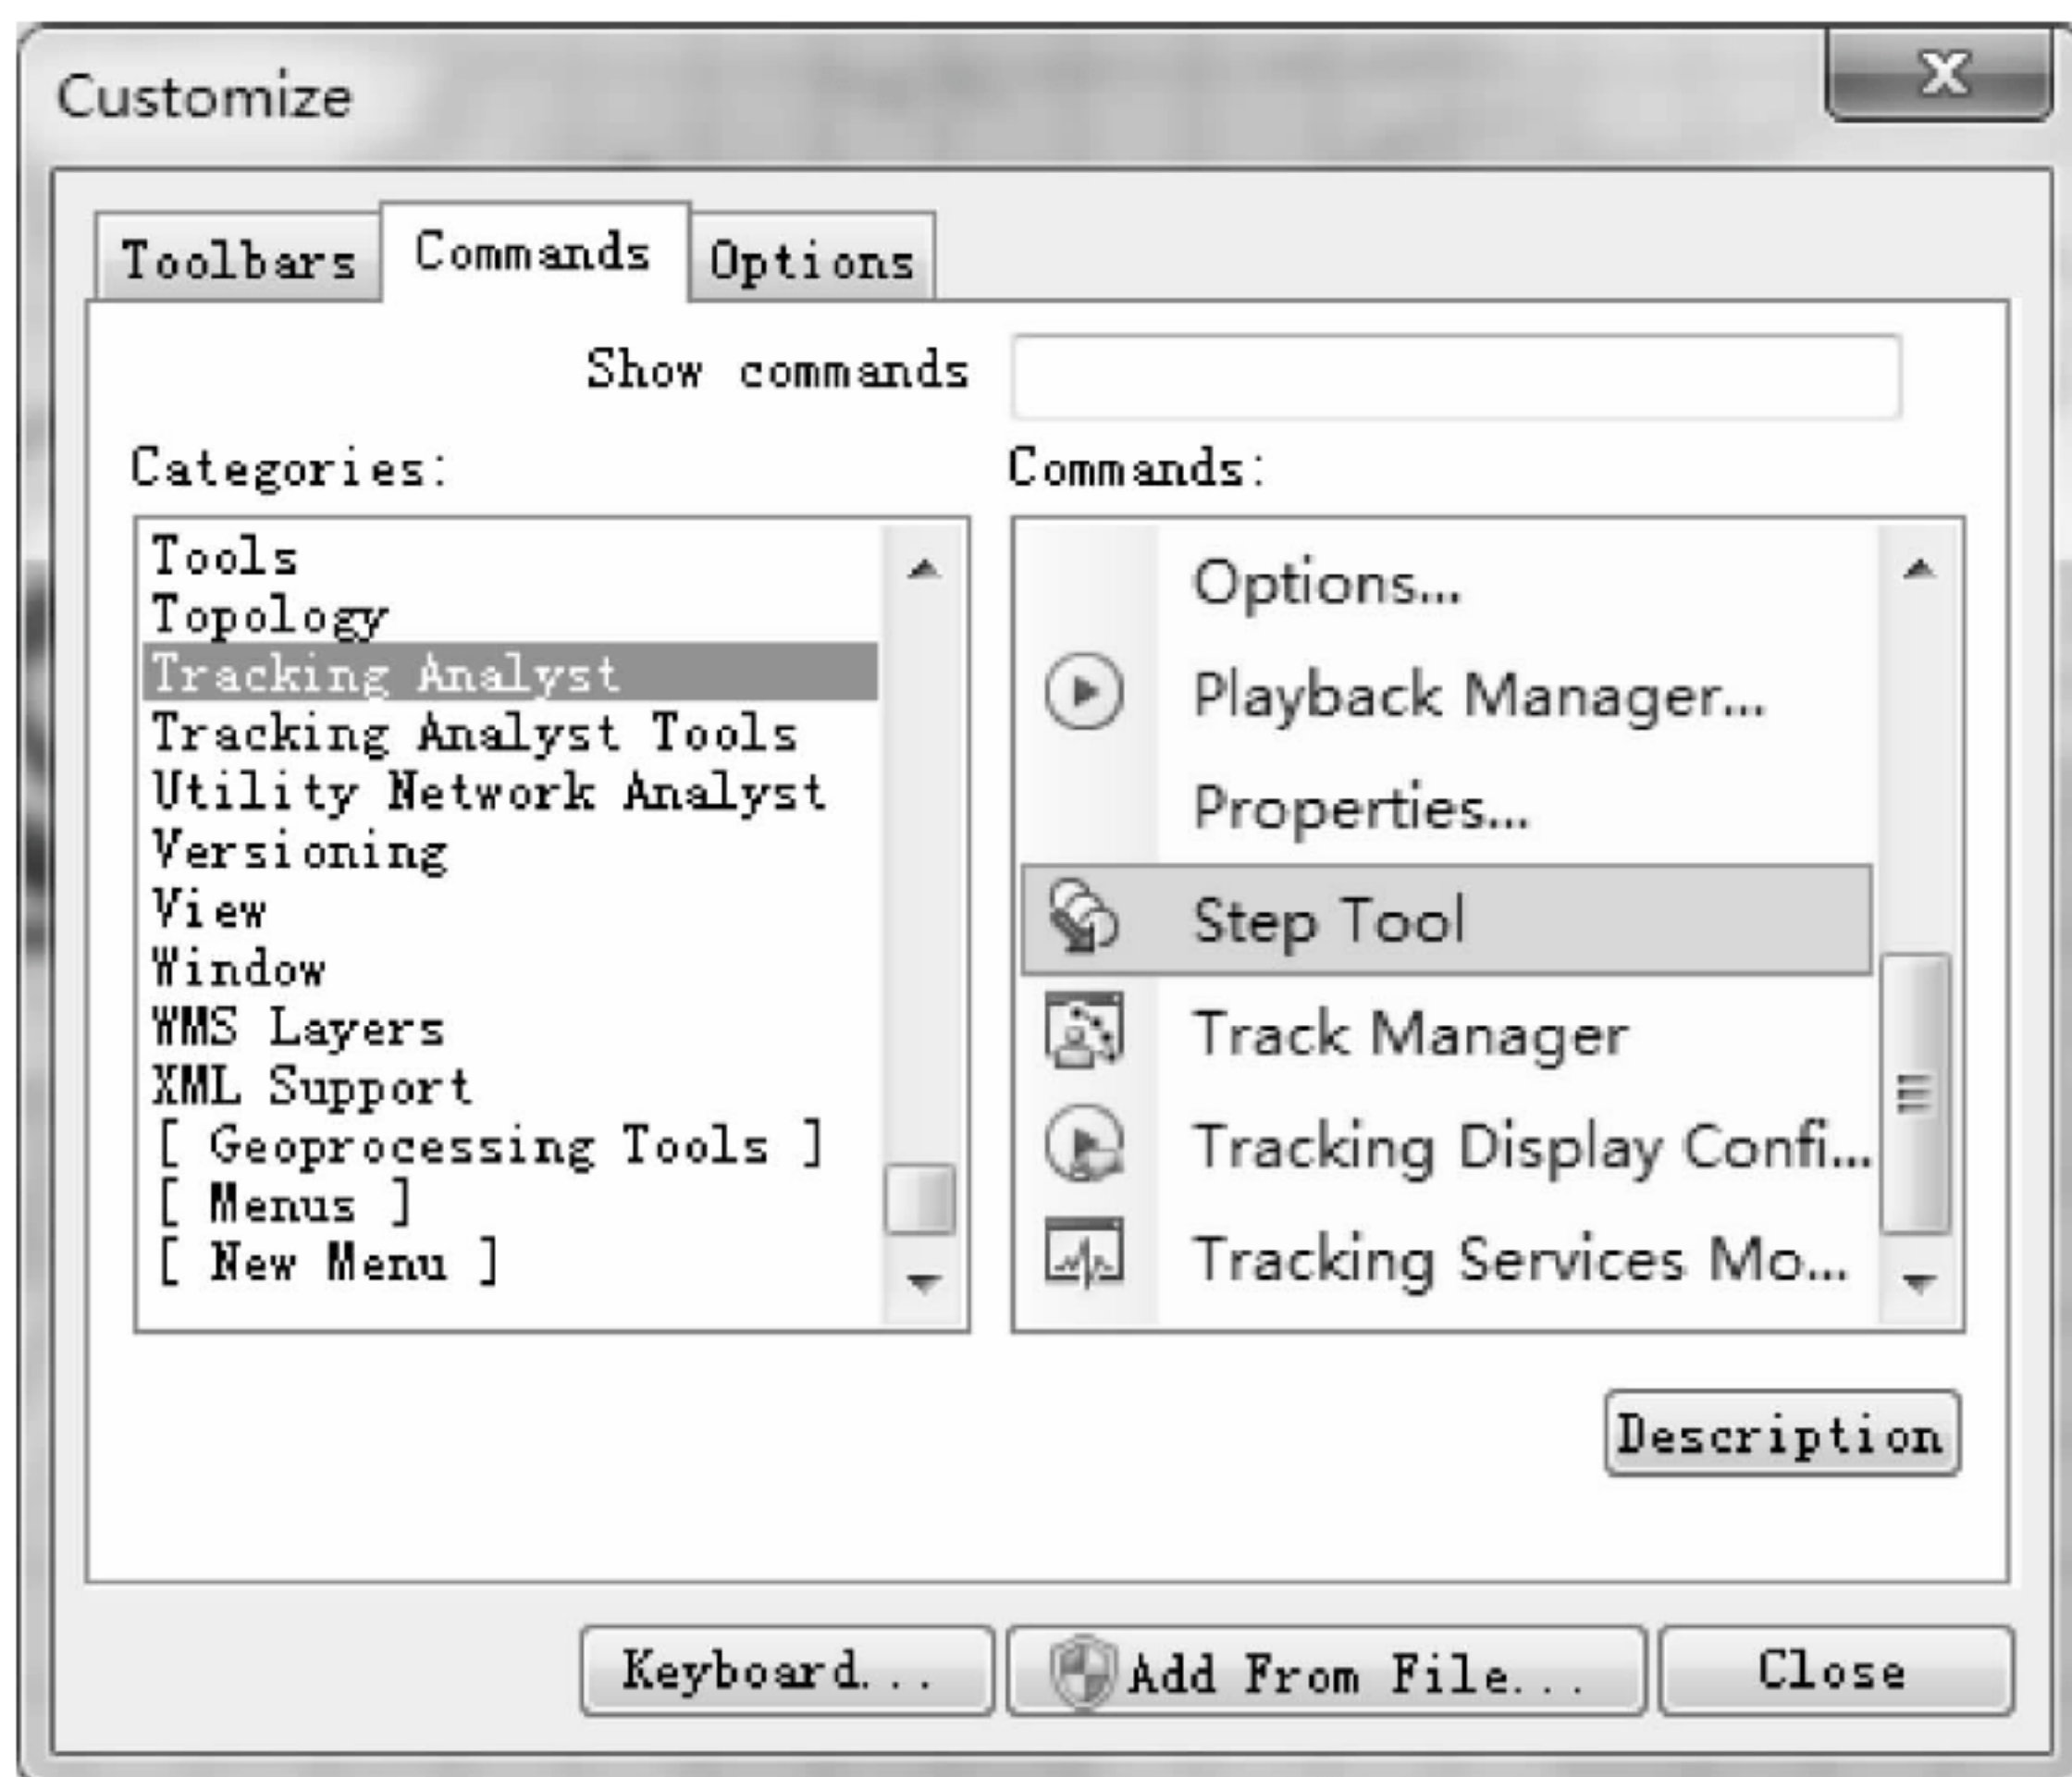 Customize
Toolbars Commands Options
Show commands
Categories:
Tools
Topology
Tracking Analyst
Tracking Analyst Tools
Utility Network Analyst
Versioning
View
Window
WMS Layers
XML Support
[ Geoprocessing Tools ]
[ Menus ]
[ New Menu ]
Commands:
Options...
Playback Manager...
Properties...
Step Tool
Track Manager
Tracking Display Confi...
Tracking Services Mo...
Description
Keyboard... Add From File... Close